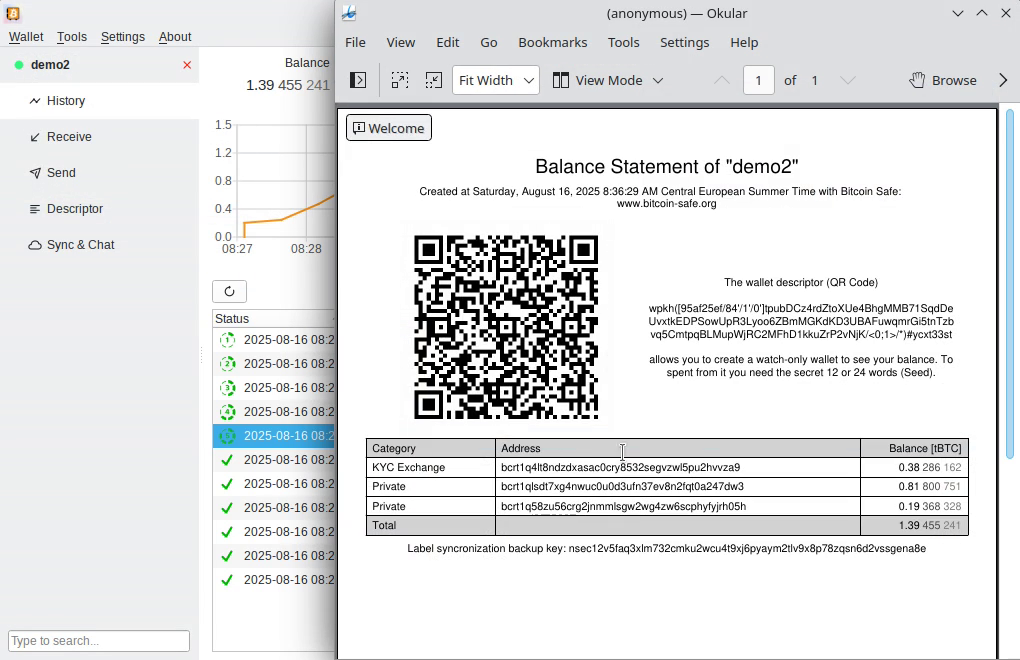 Wallet Tools Settings About
demo2
History
Receive
Send
Descriptor
Sync & Chat
Type to search...
Balance
1.39 455 241
1.5
1.2
0.8
0.4
0.0
08:27 08:28
Status
1 2025-08-16 08:2
2 2025-08-16 08:2
3 2025-08-16 08:2
4 2025-08-16 08:2
2025-08-16 08:2
2025-08-16 08:2
2025-08-16 08:2
2025-08-16 08:2
2025-08-16 08:2
2025-08-16 08:2
2025-08-16 08:2
(anonymous) — Okular
File View Edit Go Bookmarks Tools Settings Help
Fit Width View Mode 1 of 1 Browse
Welcome
Balance Statement of "demo2"
Created at Saturday, August 16, 2025 8:36:29 AM Central European Summer Time with Bitcoin Safe:
www.bitcoin-safe.org
The wallet descriptor (QR Code)
wpkh([95af25ef/84'/1'/0']tpubDCz4rdZtoXUe4BhgMMB71SqdDe
UvxtkEDPSowUpR3Lyoo6ZBmMGKdKD3UBAFuwqmrGi5tnTzb
vq5CmtpqBLMupWjRC2MFhD1kkuZrP2vNjK/<0;1>/*)#ycxt33st
allows you to create a watch-only wallet to see your balance. To
spent from it you need the secret 12 or 24 words (Seed).
Category Address Balance [tBTC]
KYC Exchange bcrt1q4lt8ndzdxasac0cry8532segvzwl5pu2hvvza9 0.38 286 162
Private bcrt1qlsdt7xg4nwuc0u0d3ufn37ev8n2fqt0a247dw3 0.81 800 751
Private bcrt1q58zu56crg2jnmmlsgw2wg4zw6scphyfyjrh05h 0.19 368 328
Total 1.39 455 241
Label syncronization backup key: nsec12v5faq3xlm732cmku2wcu4t9xj6pyaym2tlv9x8p78zqsn6d2vssgena8e